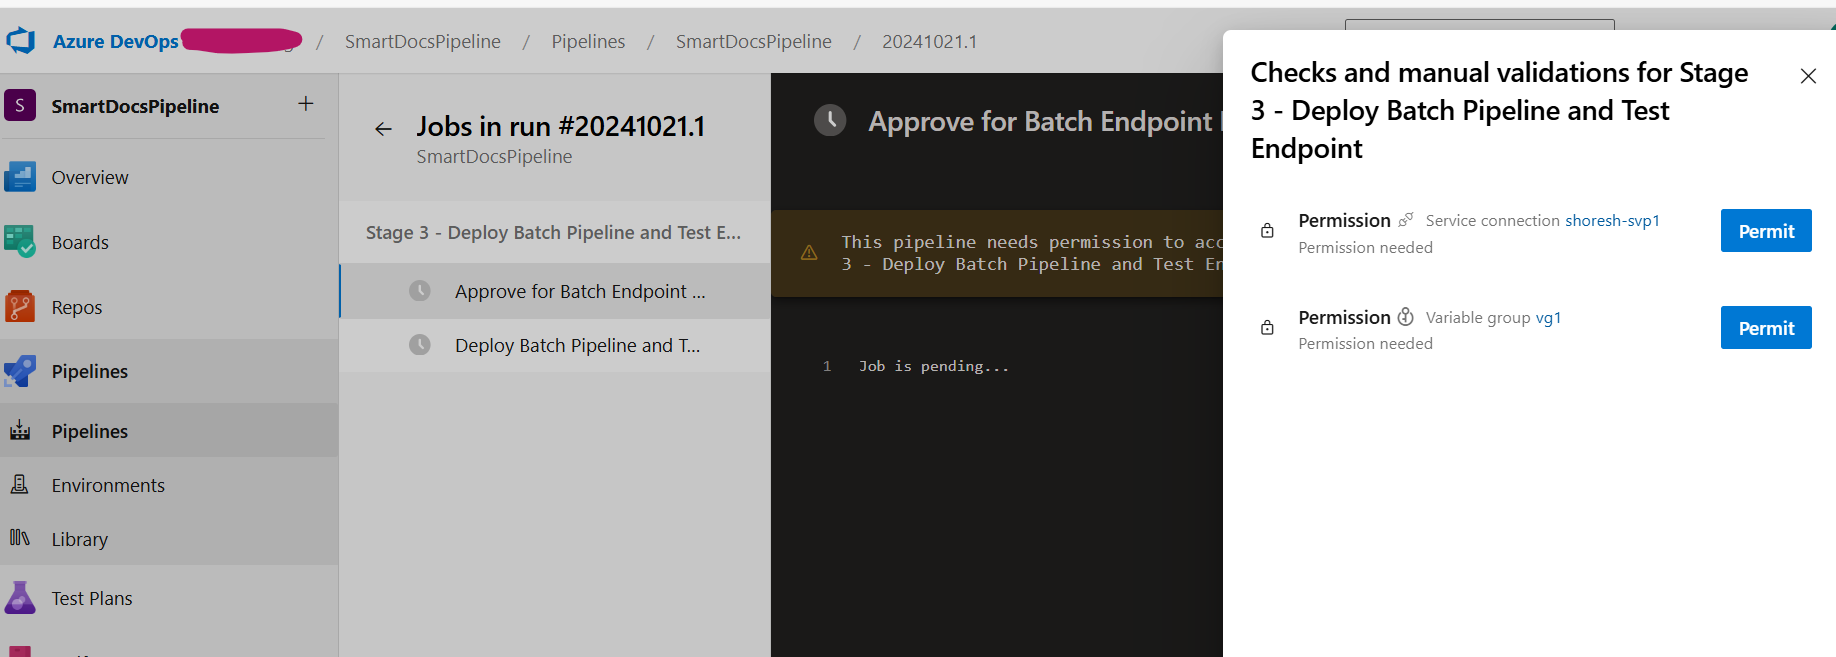 Azure DevOps / SmartDocsPipeline / Pipelines / SmartDocsPipeline / 20241021.1
S SmartDocsPipeline +
Overview
Boards
Repos
Pipelines
Pipelines
Environments
Library
Test Plans
Jobs in run #20241021.1
SmartDocsPipeline
Stage 3 - Deploy Batch Pipeline and Test E...
Approve for Batch Endpoint ...
Deploy Batch Pipeline and T...
Approve for Batch Endpoint
This pipeline needs permission to acc
3 - Deploy Batch Pipeline and Test En
1 Job is pending...
Checks and manual validations for Stage
3 - Deploy Batch Pipeline and Test
Endpoint
Permission Service connection shoresh-svp1
Permission needed
Permit
Permission Variable group vg1
Permission needed
Permit